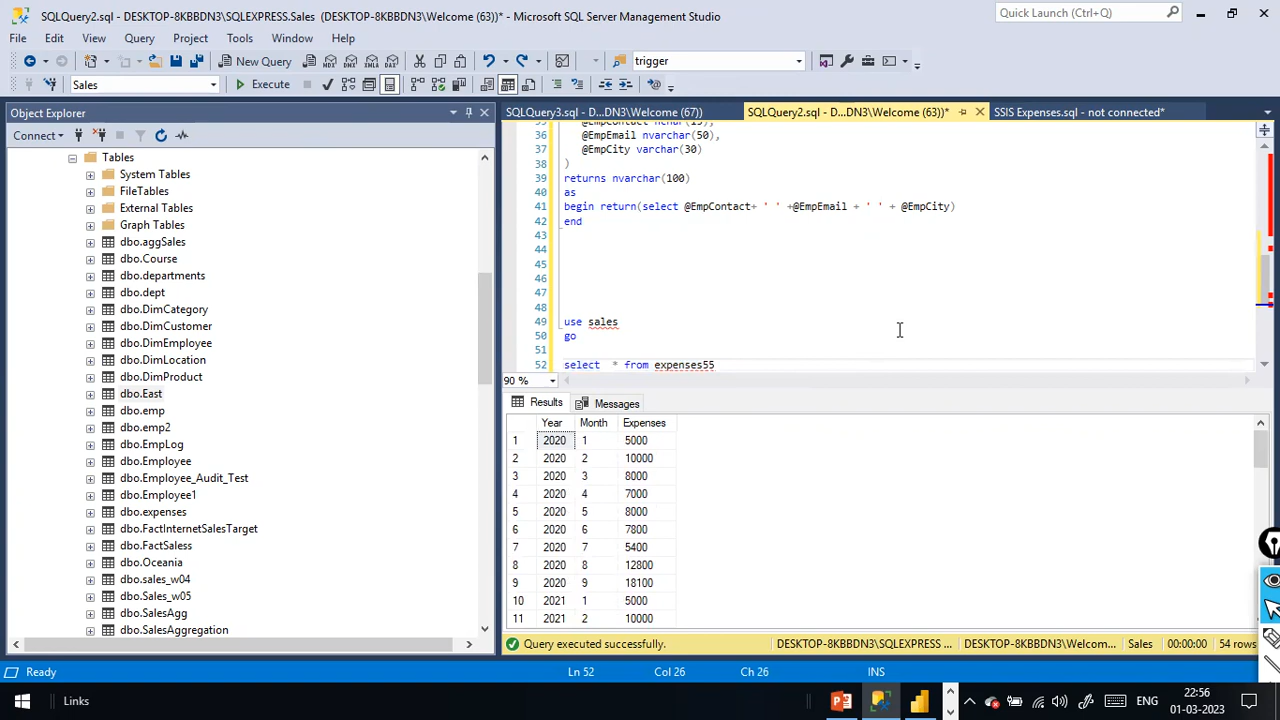 SQLQuery2.sql - DESKTOP-8KBBDN3\SQLEXPRESS.Sales (DESKTOP-8KBBDN3\Welcome (63))* - Microsoft SQL Server Management Studio
Quick Launch (Ctrl+Q)
File Edit View Query Project Tools Window Help
New Query
MDX DMX XMLA DAX
trigger
Sales
Execute
Object Explorer
SQLQuery3.sql - D...DN3\Welcome (67))
SQLQuery2.sql - D...DN3\Welcome (63))*
SSIS Expenses.sql - not connected*
Connect
Tables
System Tables
FileTables
External Tables
Graph Tables
dbo.aggSales
dbo.Course
dbo.departments
dbo.dept
dbo.DimCategory
dbo.DimCustomer
dbo.DimEmployee
dbo.DimLocation
dbo.DimProduct
dbo.East
dbo.emp
dbo.emp2
dbo.EmpLog
dbo.Employee
dbo.Employee_Audit_Test
dbo.Employee1
dbo.expenses
dbo.FactInternetSalesTarget
dbo.FactSaless
dbo.Oceania
dbo.sales_w04
dbo.Sales_w05
dbo.SalesAgg
dbo.SalesAggregation
35 @EmpContact nchar(15),
36 @EmpEmail nvarchar(50),
37 @EmpCity varchar(30)
38 )
39 returns nvarchar(100)
40 as
41 begin return(select @EmpContact+ ' ' +@EmpEmail + ' ' + @EmpCity)
42 end
43
44
45
46
47
48
49 use sales
50 go
51
52 select * from expenses55
90 %
Results Messages
Year Month Expenses
1 2020 1 5000
2 2020 2 10000
3 2020 3 8000
4 2020 4 7000
5 2020 5 8000
6 2020 6 7800
7 2020 7 5400
8 2020 8 12800
9 2020 9 18100
10 2021 1 5000
11 2021 2 10000
Query executed successfully.
DESKTOP-8KBBDN3\SQLEXPRESS ... DESKTOP-8KBBDN3\Welcom... Sales 00:00:00 54 rows
Ready Ln 52 Col 26 Ch 26 INS
Links
ENG
22:56
01-03-2023